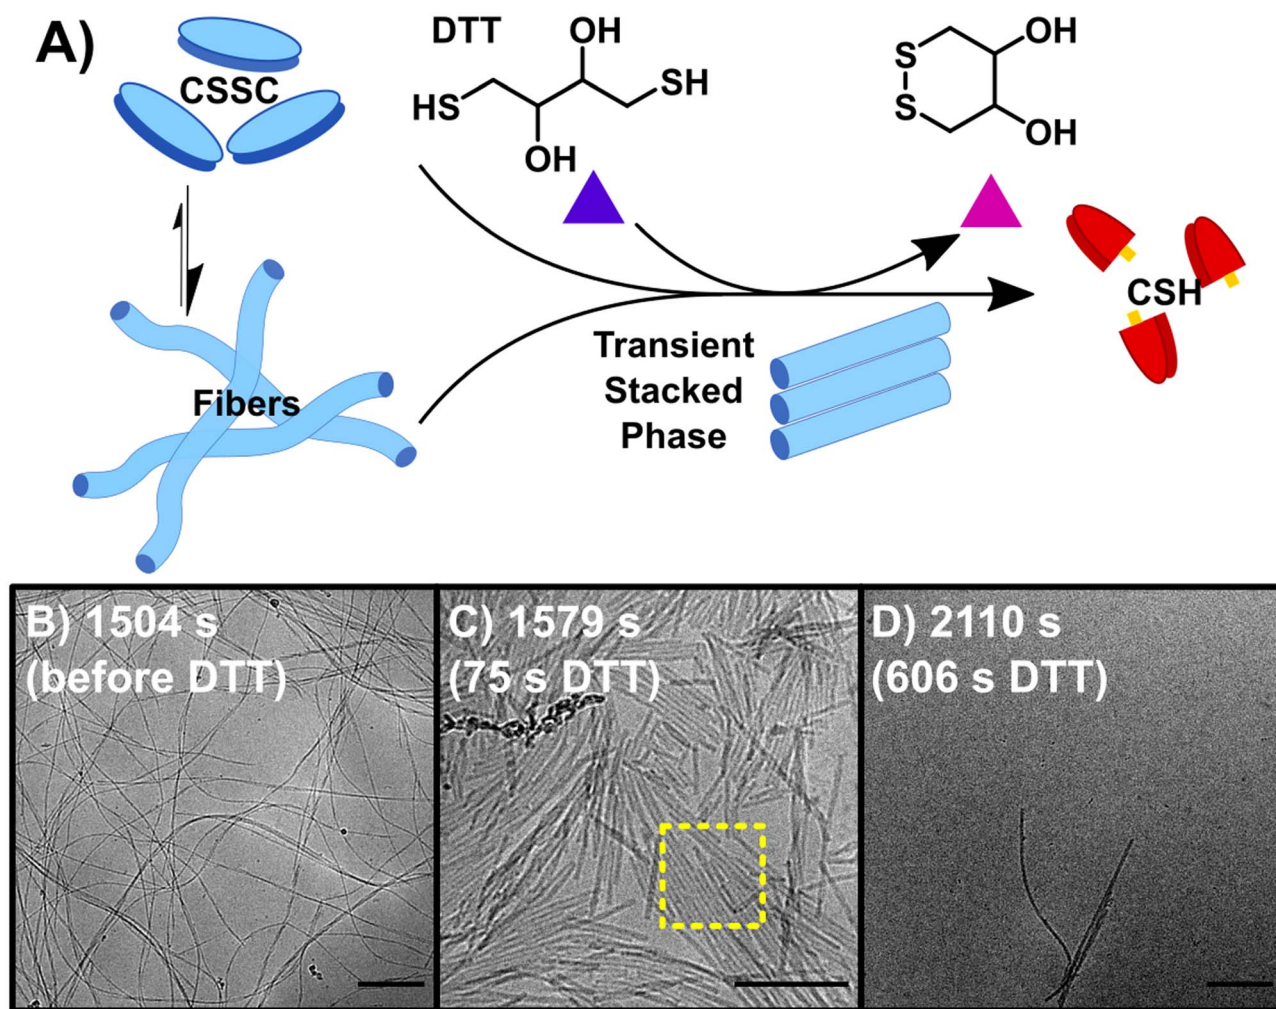 A)
CSSC
DTT
OH
HS
SH
OH
S
S
OH
OH
Fibers
Transient
Stacked
Phase
CSH
B) 1504 s
(before DTT)
C) 1579 s
(75 s DTT)
D) 2110 s
(606 s DTT)